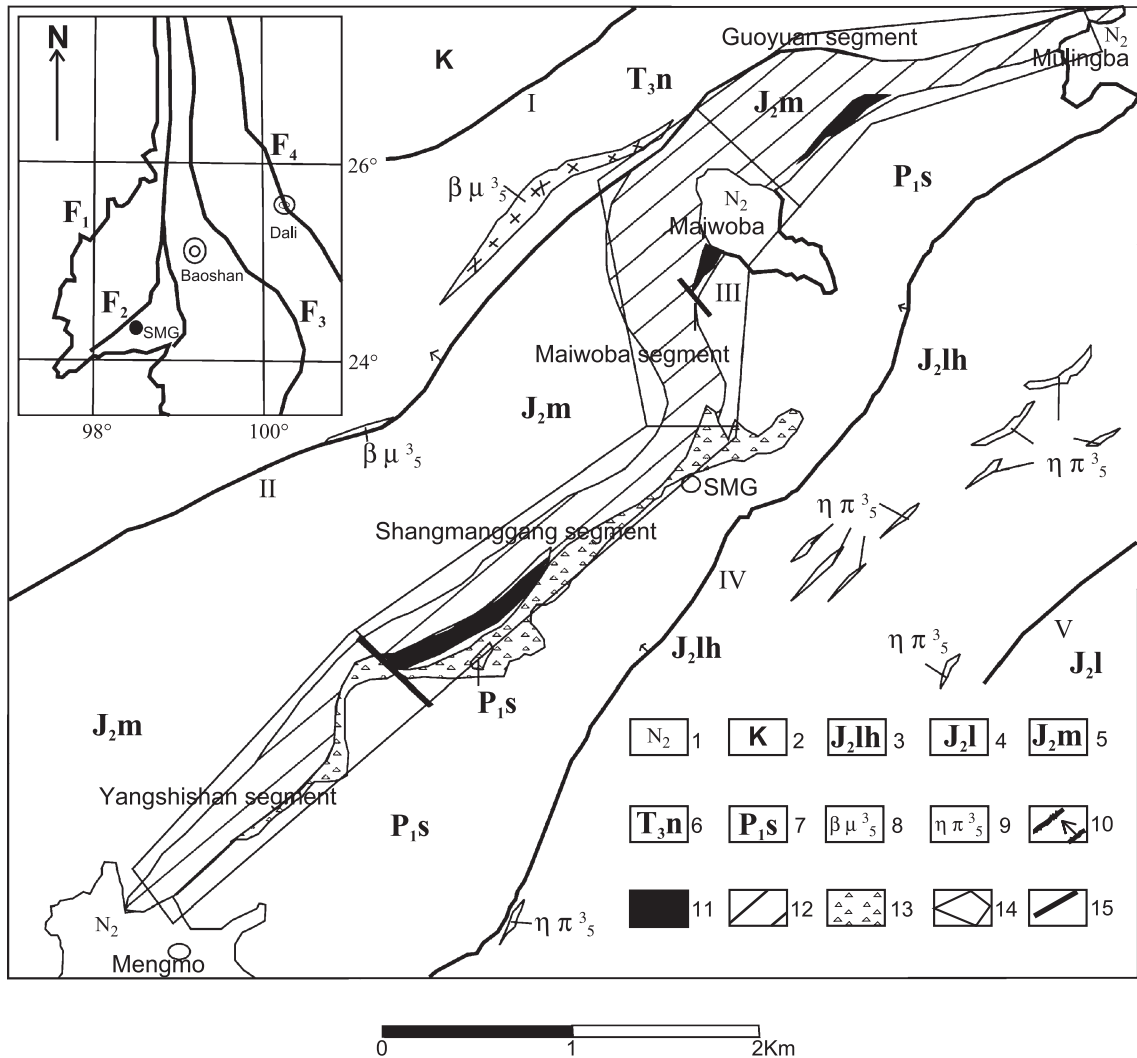 N
F₄
26°
F₁
Dali
Baoshan
F₂
SMG
F₃
24°
98°
100°
K
I
T₃n
Guoyuan segment
N₂
Mulingba
J₂m
P₁s
βμ³₅
N₂
Maiwoba
III
Maiwoba segment
J₂lh
J₂m
βμ³₅
ηπ³₅
II
SMG
ηπ³₅
Shangmanggang segment
IV
V
J₂lh
ηπ³₅
J₂l
P₁s
J₂m
N₂ 1 K 2 J₂lh 3 J₂l 4 J₂m 5
Yangshishan segment
P₁s
T₃n 6 P₁s 7 βμ³₅ 8 ηπ³₅ 9 10
11 12 13 14 15
N₂
ηπ³₅
Mengmo
0 1 2Km